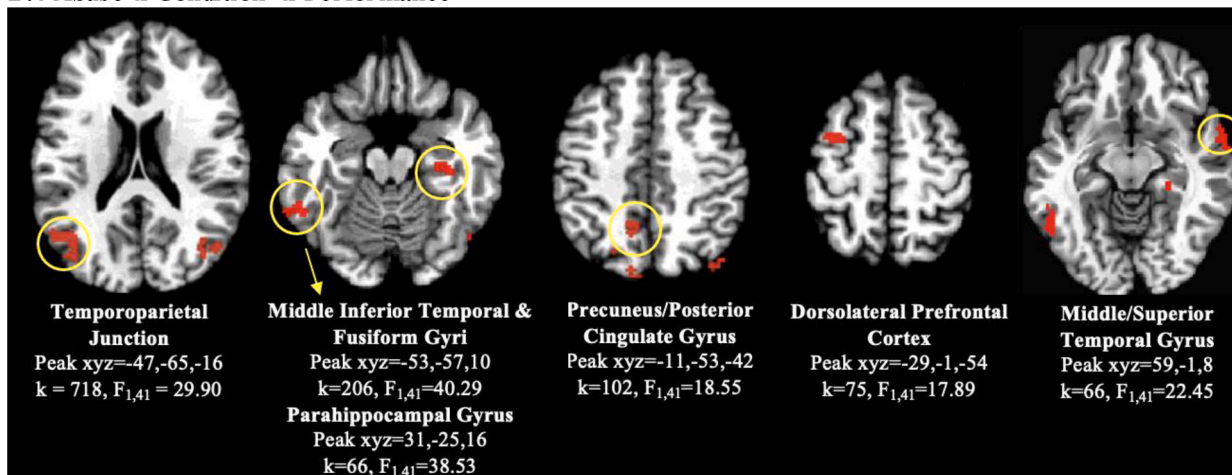 Temporoparietal
Junction
Peak xyz=-47,-65,-16
k = 718, F1,41 = 29.90
Middle Inferior Temporal &
Fusiform Gyri
Peak xyz=-53,-57,10
k=206, F1,41=40.29
Parahippocampal Gyrus
Peak xyz=31,-25,16
k=66, F1,41=38.53
Precuneus/Posterior
Cingulate Gyrus
Peak xyz=-11,-53,-42
k=102, F1,41=18.55
Dorsolateral Prefrontal
Cortex
Peak xyz=-29,-1,-54
k=75, F1,41=17.89
Middle/Superior
Temporal Gyrus
Peak xyz=59,-1,8
k=66, F1,41=22.45